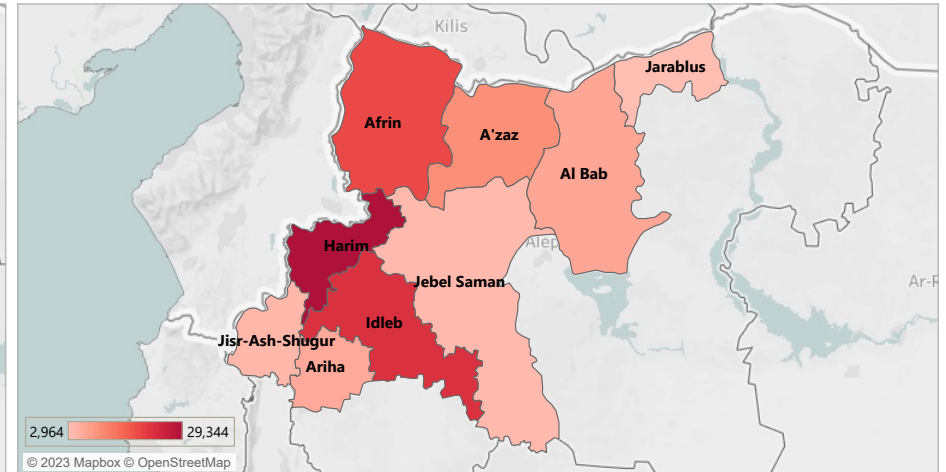 Kilis
Jarablus
Afrin
A'zaz
Al Bab
Harim
Alep
Jebel Saman
Ar-R
Idleb
Jisr-Ash-Shugur
Ariha
2,964
29,344
© 2023 Mapbox © OpenStreetMap